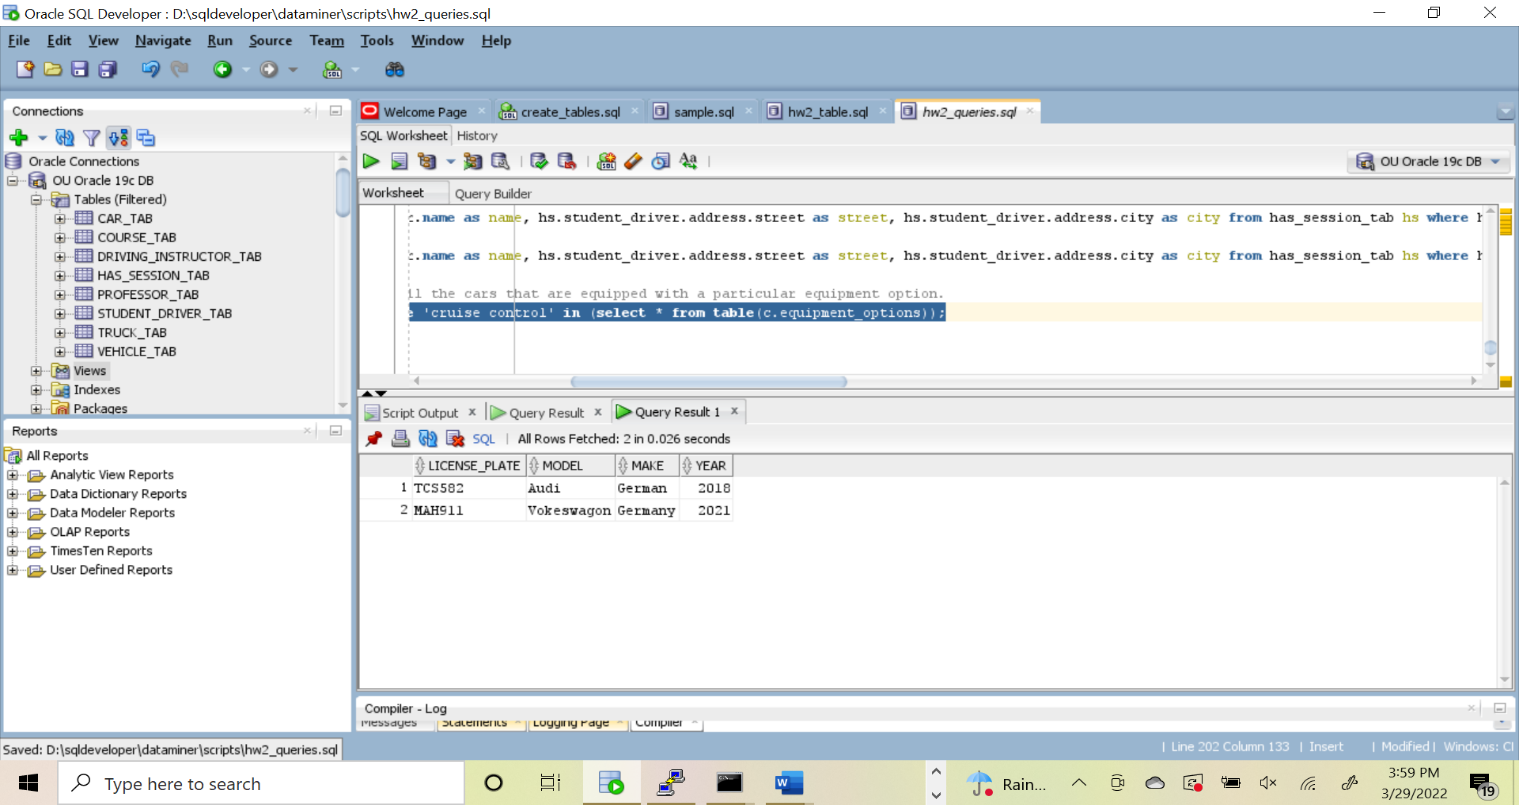 Oracle SQL Developer : D:\sqldeveloper\dataminer\scripts\hw2_queries.sql
File Edit View Navigate Run Source Team Tools Window Help
Connections
Oracle Connections
OU Oracle 19c DB
Tables (Filtered)
CAR_TAB
COURSE_TAB
DRIVING_INSTRUCTOR_TAB
HAS_SESSION_TAB
PROFESSOR_TAB
STUDENT_DRIVER_TAB
TRUCK_TAB
VEHICLE_TAB
Views
Indexes
Packages
Reports
All Reports
Analytic View Reports
Data Dictionary Reports
Data Modeler Reports
OLAP Reports
TimesTen Reports
User Defined Reports
Welcome Page create_tables.sql sample.sql hw2_table.sql hw2_queries.sql
SQL Worksheet History
OU Oracle 19c DB
Worksheet Query Builder
c.name as name, hs.student_driver.address.street as street, hs.student_driver.address.city as city from has_session_tab hs where h
c.name as name, hs.student_driver.address.street as street, hs.student_driver.address.city as city from has_session_tab hs where h
ll the cars that are equipped with a particular equipment option.
e 'cruise control' in (select * from table(c.equipment_options));
Script Output Query Result Query Result 1
SQL | All Rows Fetched: 2 in 0.026 seconds
LICENSE_PLATE MODEL MAKE YEAR
1 TCS582 Audi German 2018
2 MAH911 Vokeswagon Germany 2021
Compiler - Log
Messages Statements Logging Page Compiler
Saved: D:\sqldeveloper\dataminer\scripts\hw2_queries.sql
| Line 202 Column 133 | Insert | Modified | Windows: CI
Type here to search
Rain...
3:59 PM
3/29/2022
19